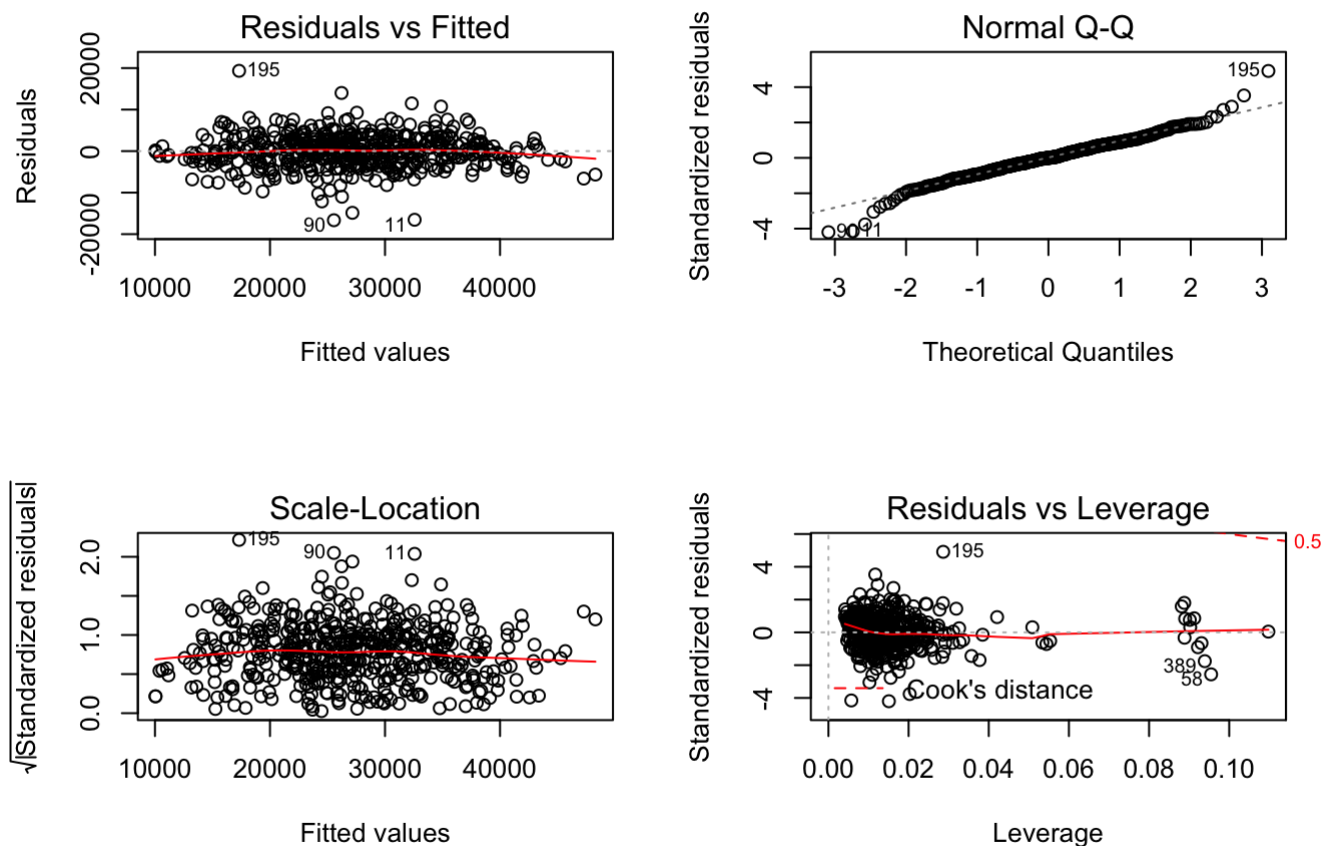 Residuals vs Fitted
Residuals
20000
0
-20000
195
90
11
10000 20000 30000 40000
Fitted values
Normal Q-Q
Standardized residuals
4
0
-4
195
90 11
-3 -2 -1 0 1 2 3
Theoretical Quantiles
Scale-Location
√|Standardized residuals|
2.0
1.0
0.0
195
90
11
10000 20000 30000 40000
Fitted values
Residuals vs Leverage
Standardized residuals
4
0
-4
195
0.5
389
58
Cook's distance
0.00 0.02 0.04 0.06 0.08 0.10
Leverage